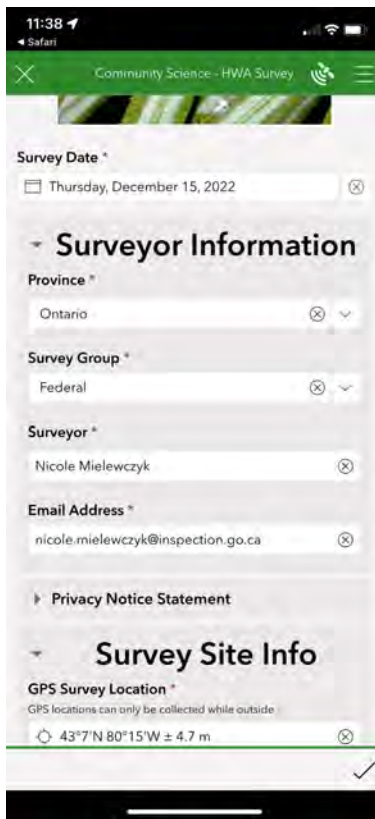 11:38
Safari
Community Science - HWA Survey
Survey Date *
Thursday, December 15, 2022
Surveyor Information
Province *
Ontario
Survey Group *
Federal
Surveyor *
Nicole Mielewczyk
Email Address *
nicole.mielewczyk@inspection.go.ca
Privacy Notice Statement
Survey Site Info
GPS Survey Location *
GPS locations can only be collected while outside
43°7'N 80°15'W ± 4.7 m